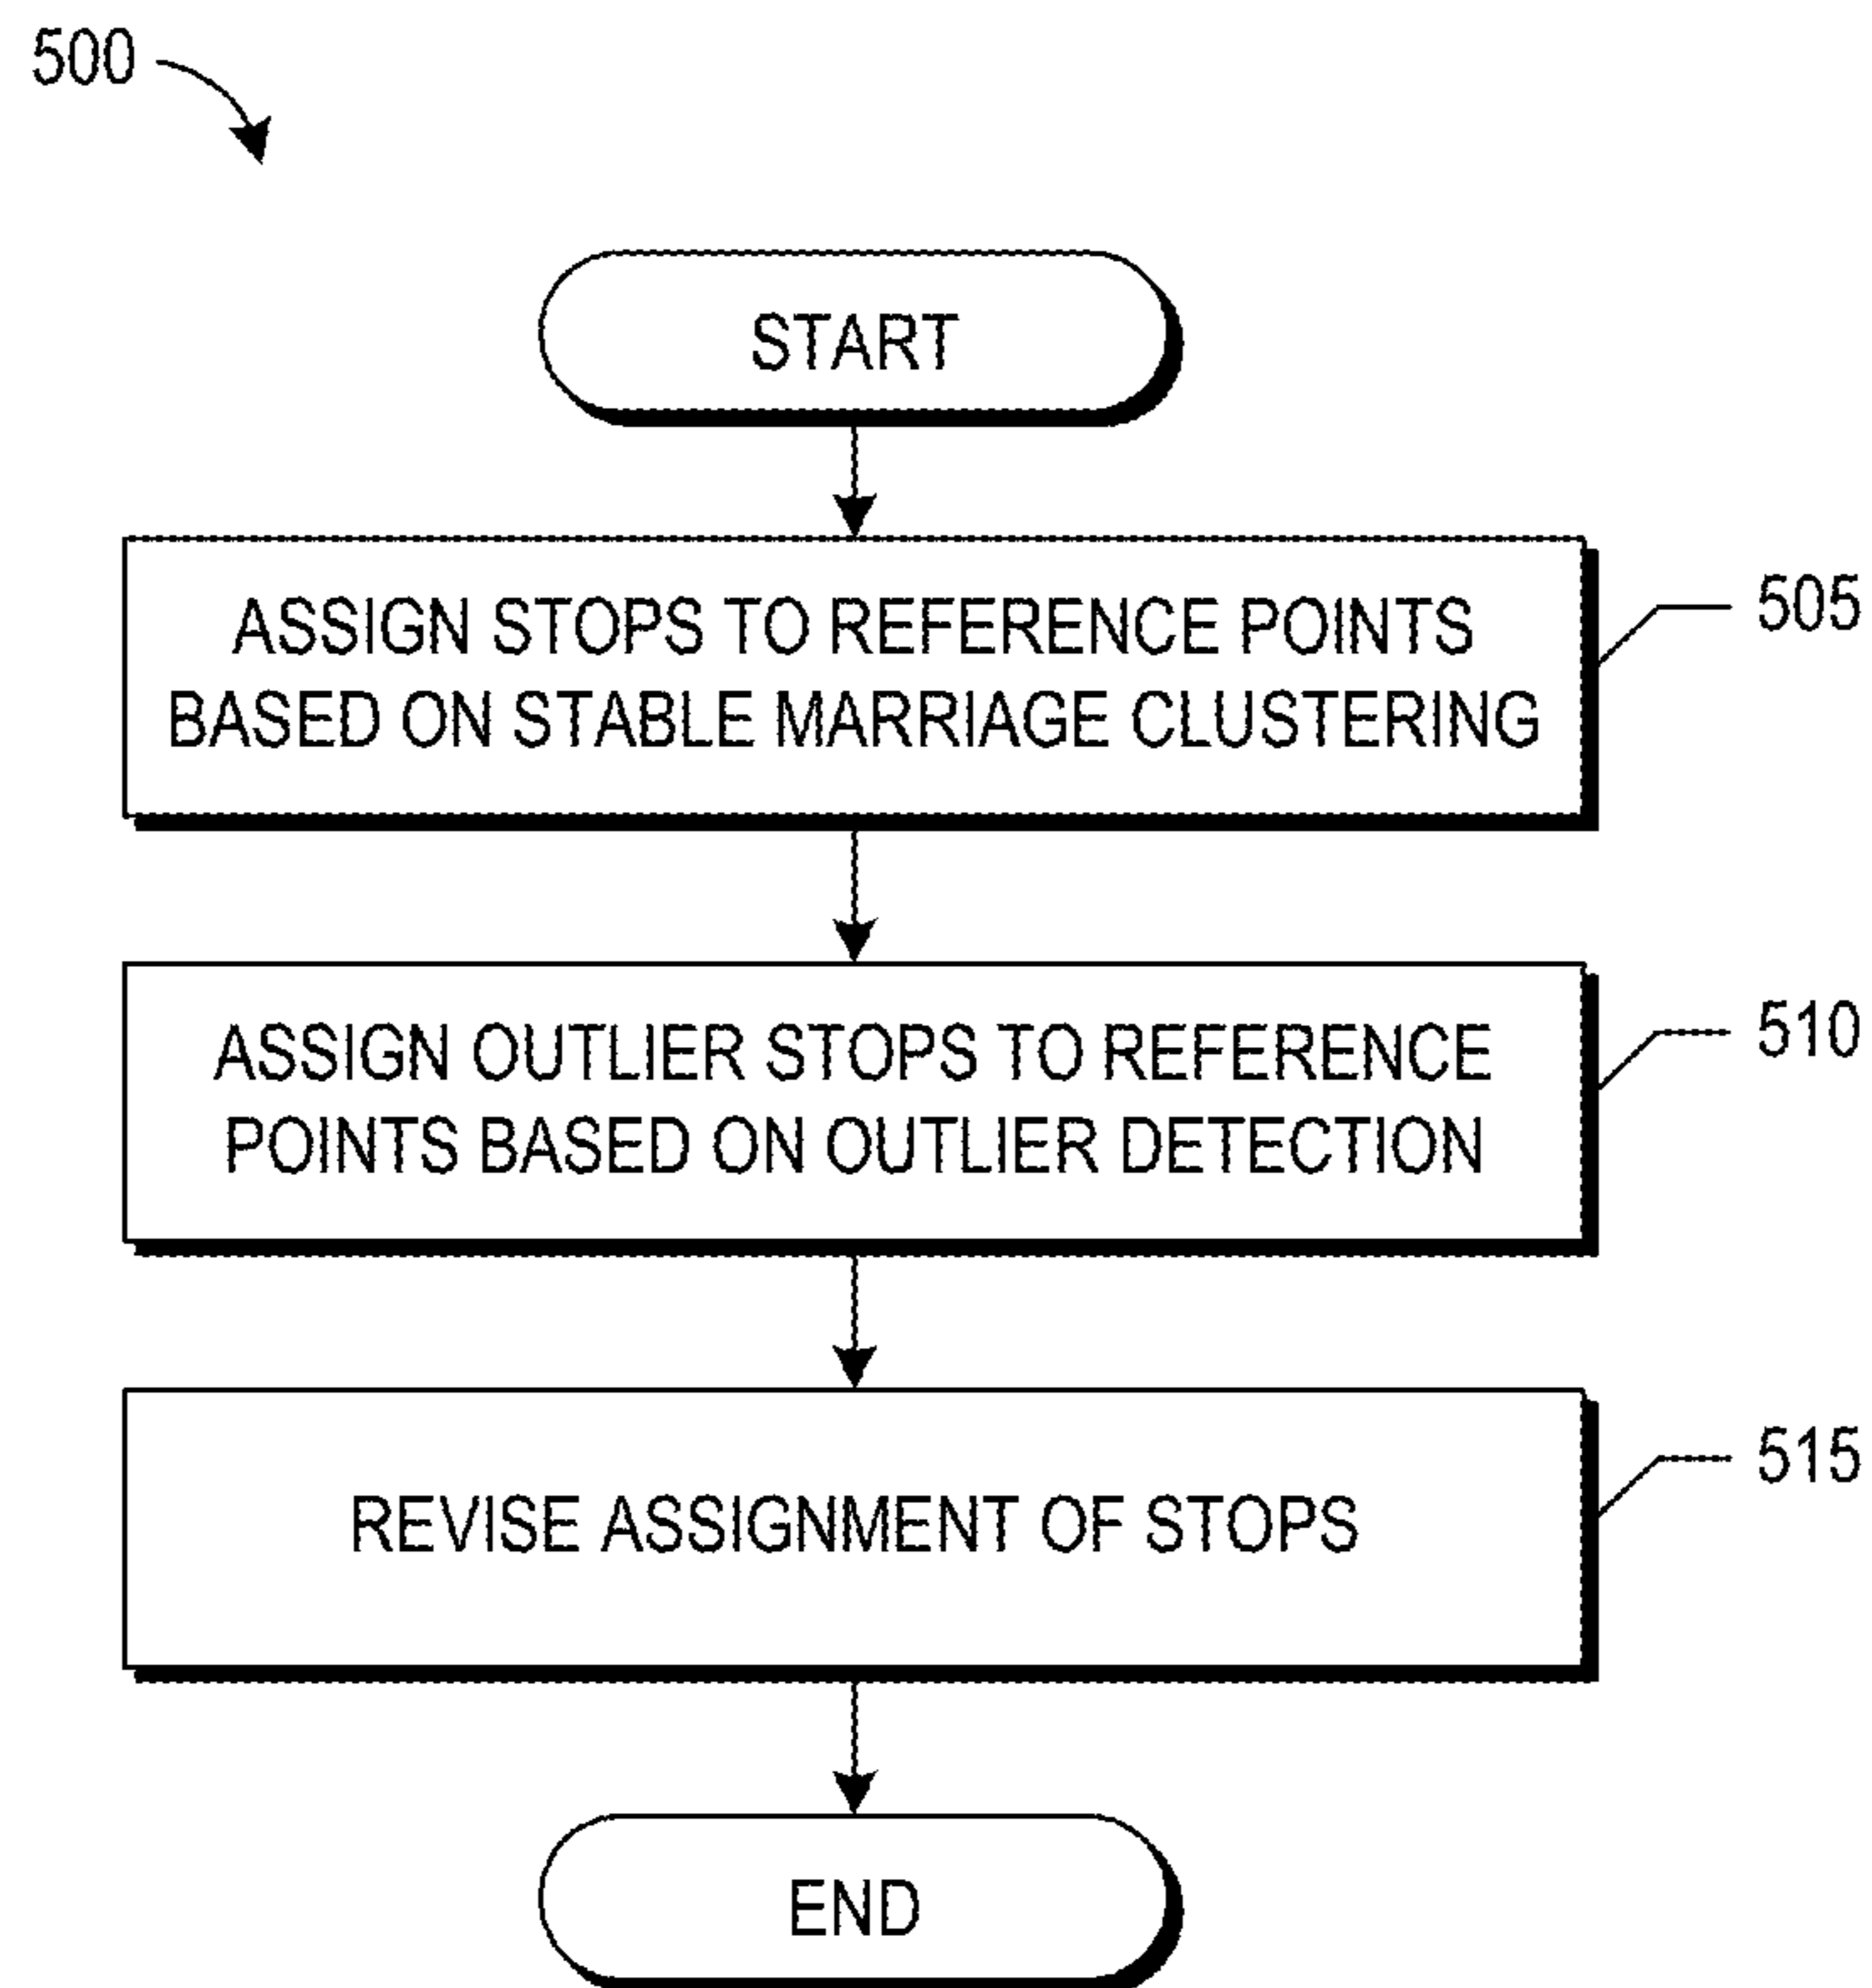 500
START
ASSIGN STOPS TO REFERENCE POINTS
BASED ON STABLE MARRIAGE CLUSTERING
505
ASSIGN OUTLIER STOPS TO REFERENCE
POINTS BASED ON OUTLIER DETECTION
510
REVISE ASSIGNMENT OF STOPS
515
END